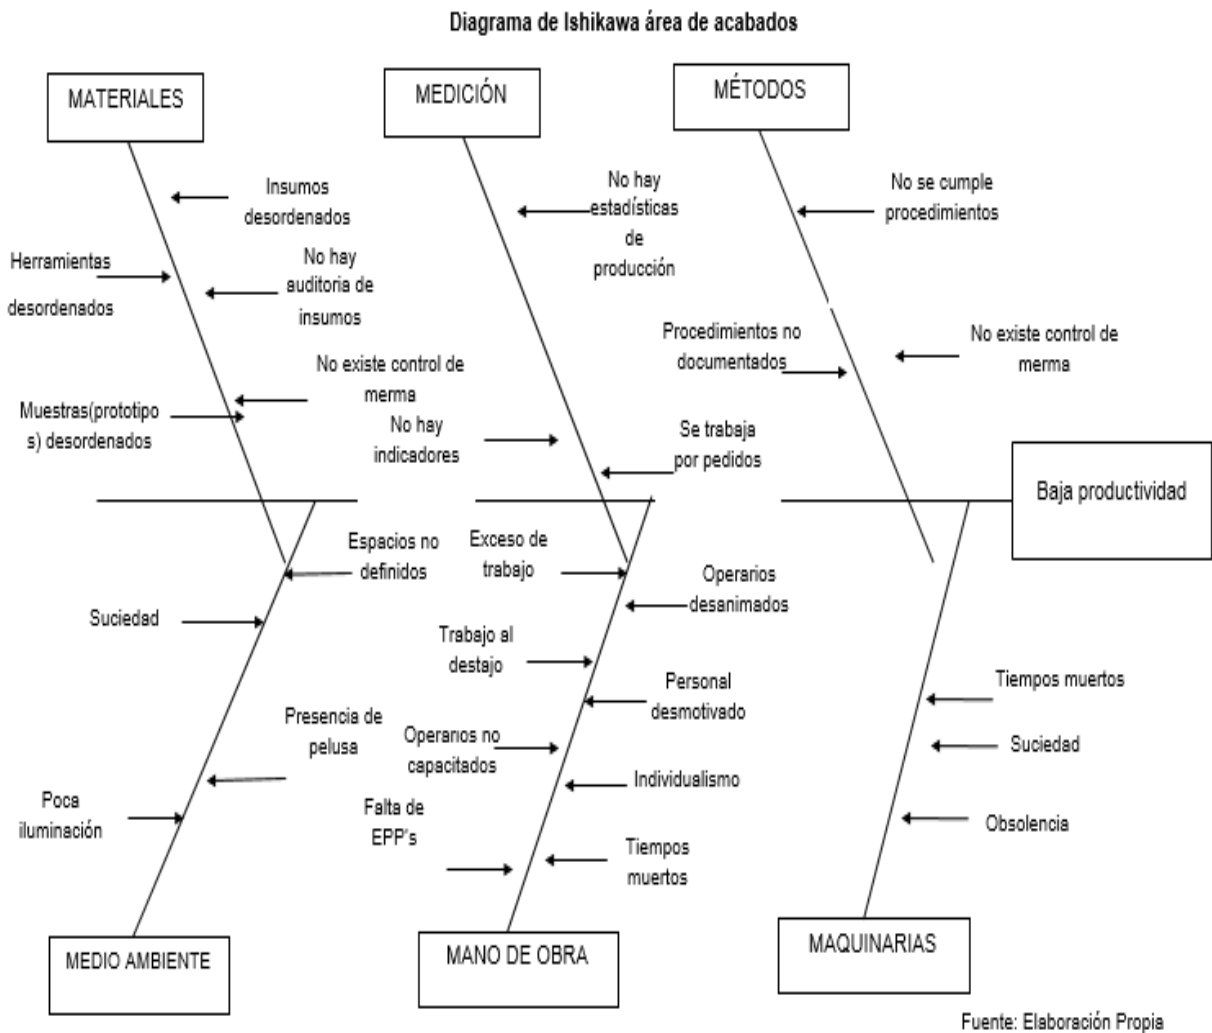 Diagrama de Ishikawa área de acabados
MATERIALES
MEDICIÓN
MÉTODOS
Insumos
desordenados
Herramientas
desordenados
No hay
auditoria de
insumos
No existe control de
merma
Muestras(prototipo
s) desordenados
No hay
estadísticas
de
producción
No hay
indicadores
Se trabaja
por pedidos
No se cumple
procedimientos
Procedimientos no
documentados
No existe control de
merma
Baja productividad
Espacios no
definidos
Suciedad
Presencia de
pelusa
Poca
iluminación
Exceso de
trabajo
Operarios
desanimados
Trabajo al
destajo
Personal
desmotivado
Operarios no
capacitados
Individualismo
Falta de
EPP's
Tiempos
muertos
Tiempos muertos
Suciedad
Obsolencia
MEDIO AMBIENTE
MANO DE OBRA
MAQUINARIAS
Fuente: Elaboración Propia